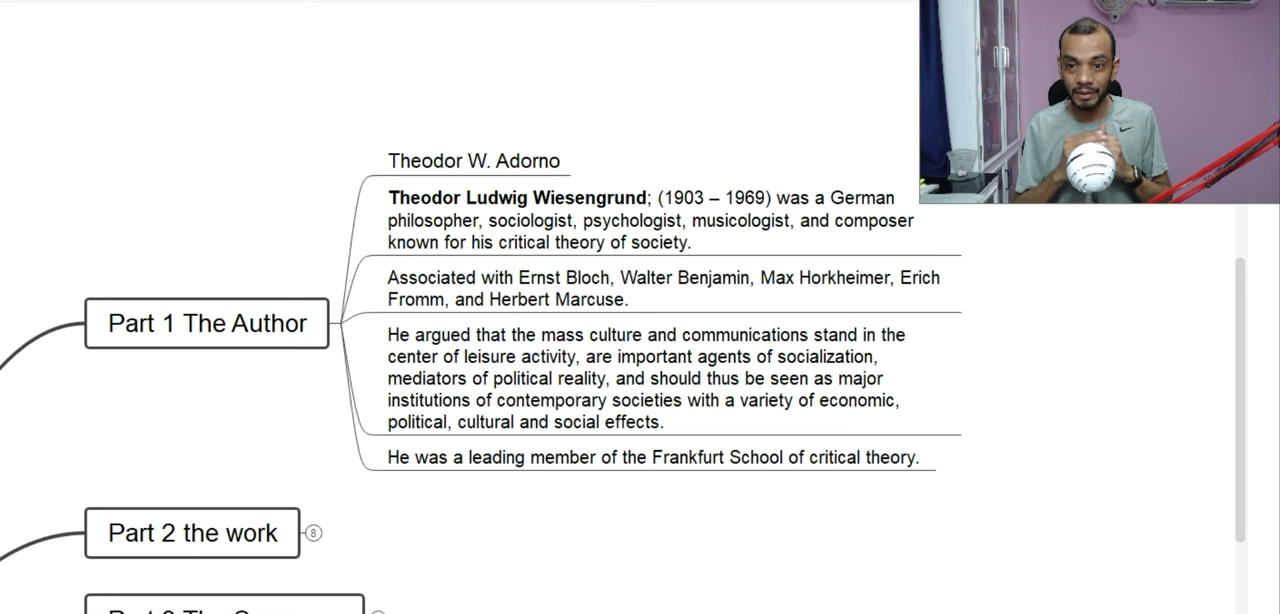 Theodor W. Adorno
Theodor Ludwig Wiesengrund; (1903 – 1969) was a German
philosopher, sociologist, psychologist, musicologist, and composer
known for his critical theory of society.
Associated with Ernst Bloch, Walter Benjamin, Max Horkheimer, Erich
Fromm, and Herbert Marcuse.
Part 1 The Author
He argued that the mass culture and communications stand in the
center of leisure activity, are important agents of socialization,
mediators of political reality, and should thus be seen as major
institutions of contemporary societies with a variety of economic,
political, cultural and social effects.
He was a leading member of the Frankfurt School of critical theory.
Part 2 the work
8